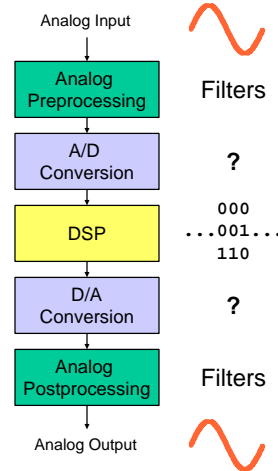 Analog Input
Analog
Preprocessing
Filters
A/D
Conversion
?
DSP
000
...001...
110
D/A
Conversion
?
Analog
Postprocessing
Filters
Analog Output